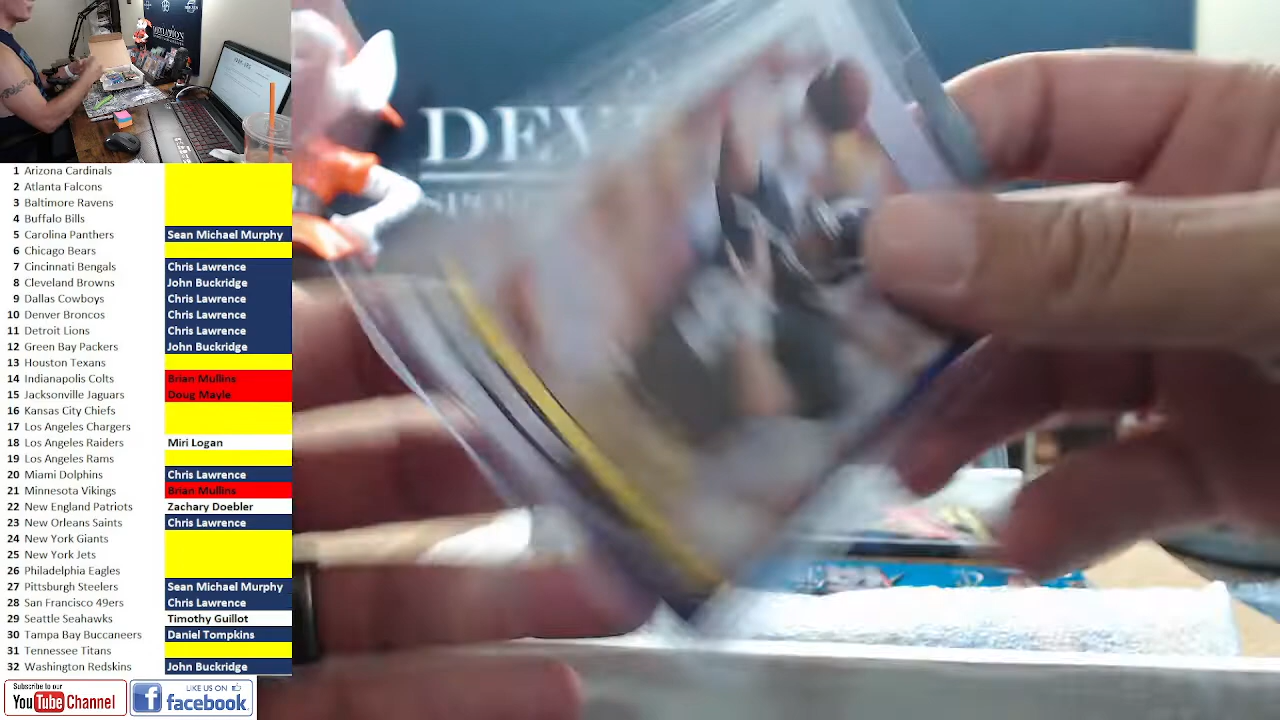 1 Arizona Cardinals
2 Atlanta Falcons
3 Baltimore Ravens
4 Buffalo Bills
5 Carolina Panthers Sean Michael Murphy
6 Chicago Bears
7 Cincinnati Bengals Chris Lawrence
8 Cleveland Browns John Buckridge
9 Dallas Cowboys Chris Lawrence
10 Denver Broncos Chris Lawrence
11 Detroit Lions Chris Lawrence
12 Green Bay Packers John Buckridge
13 Houston Texans
14 Indianapolis Colts Brian Mullins
15 Jacksonville Jaguars Doug Mayle
16 Kansas City Chiefs
17 Los Angeles Chargers
18 Los Angeles Raiders Miri Logan
19 Los Angeles Rams
20 Miami Dolphins Chris Lawrence
21 Minnesota Vikings Brian Mullins
22 New England Patriots Zachary Doebler
23 New Orleans Saints Chris Lawrence
24 New York Giants
25 New York Jets
26 Philadelphia Eagles
27 Pittsburgh Steelers Sean Michael Murphy
28 San Francisco 49ers Chris Lawrence
29 Seattle Seahawks Timothy Guillot
30 Tampa Bay Buccaneers Daniel Tompkins
31 Tennessee Titans
32 Washington Redskins John Buckridge
Subscribe to our
YouTube Channel
LIKE US ON
facebook
DEV